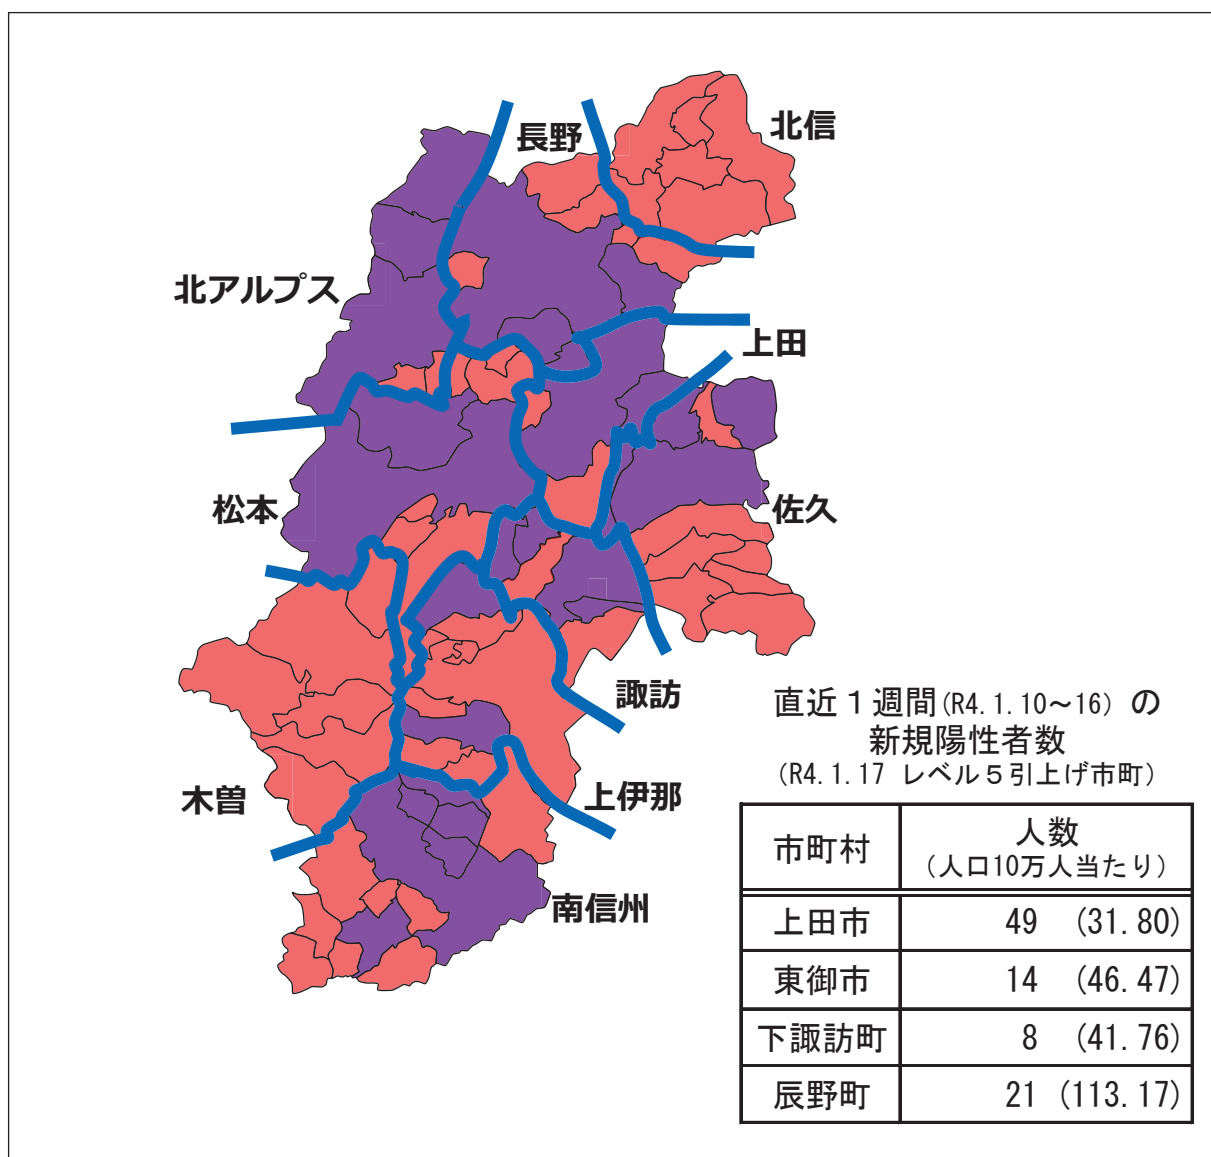 長野
北信
北アルプス
上田
松本
佐久
諏訪
木曽
上伊那
南信州
直近1週間(R4.1.10~16)の
新規陽性者数
(R4.1.17 レベル5引上げ市町)
市町村 人数
(人口10万人当たり)
上田市 49 (31.80)
東御市 14 (46.47)
下諏訪町 8 (41.76)
辰野町 21 (113.17)